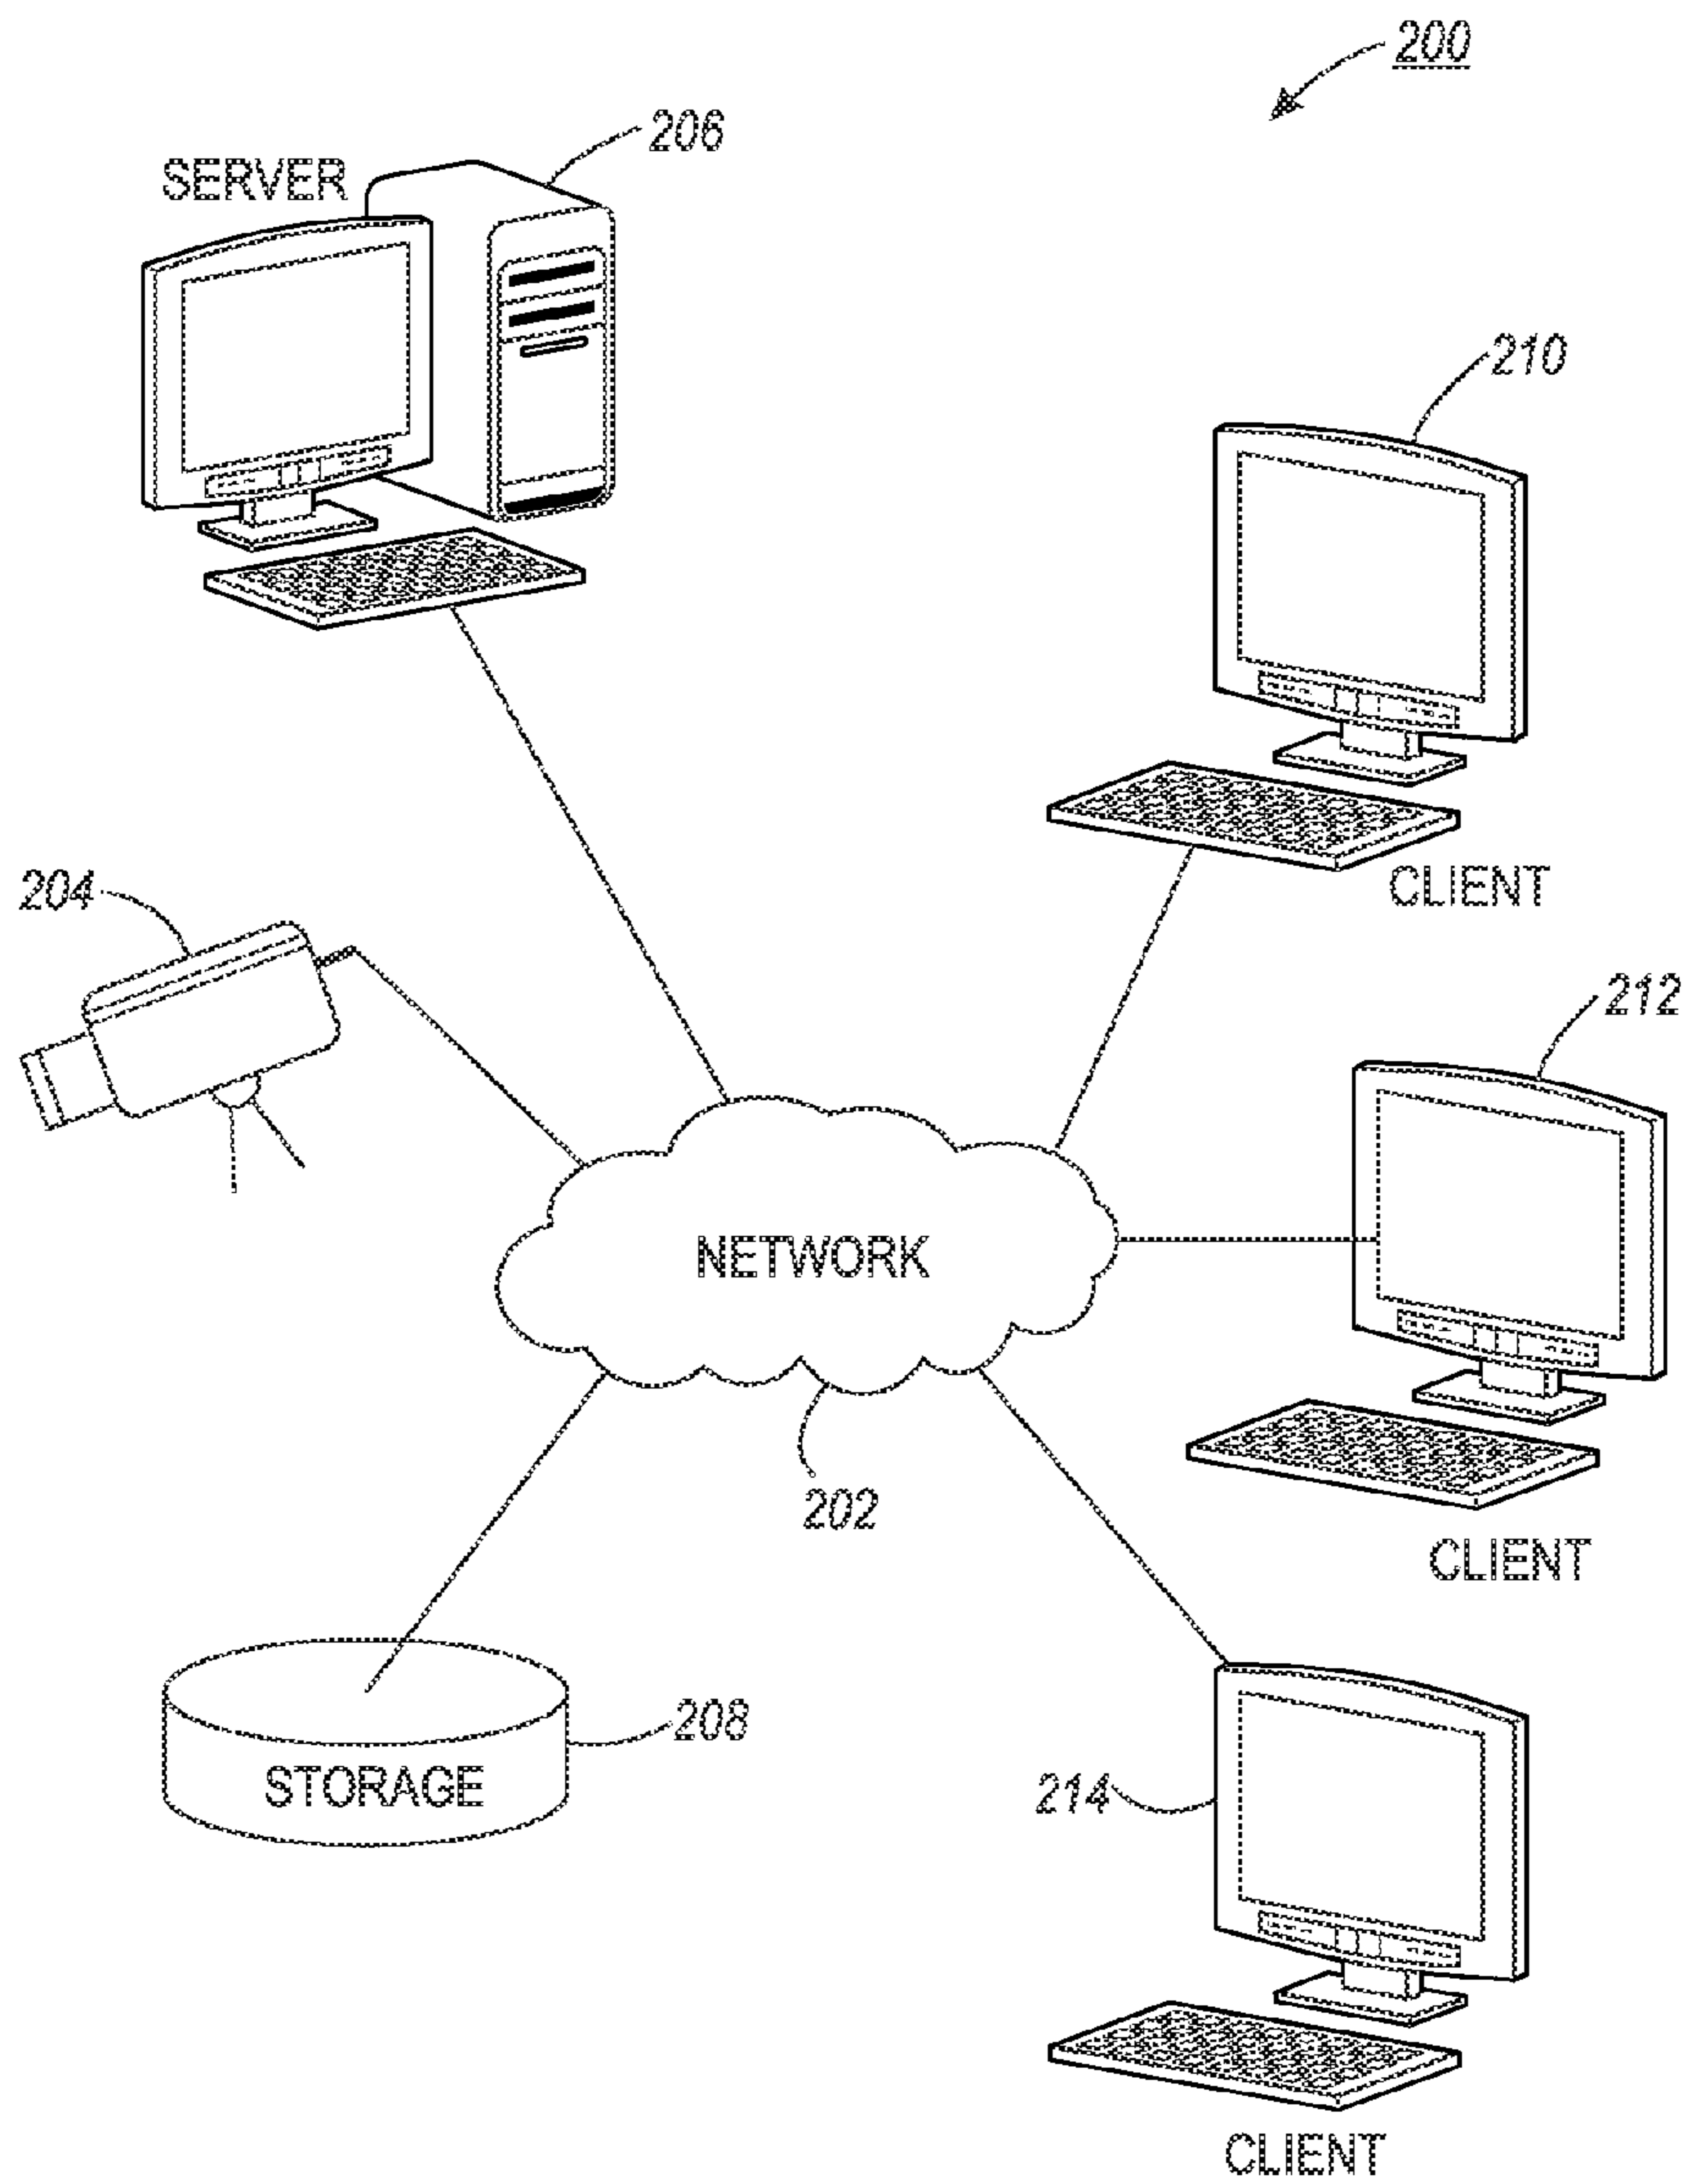 200
206
SERVER
210
204
CLIENT
212
NETWORK
202
CLIENT
208
STORAGE
214
CLIENT